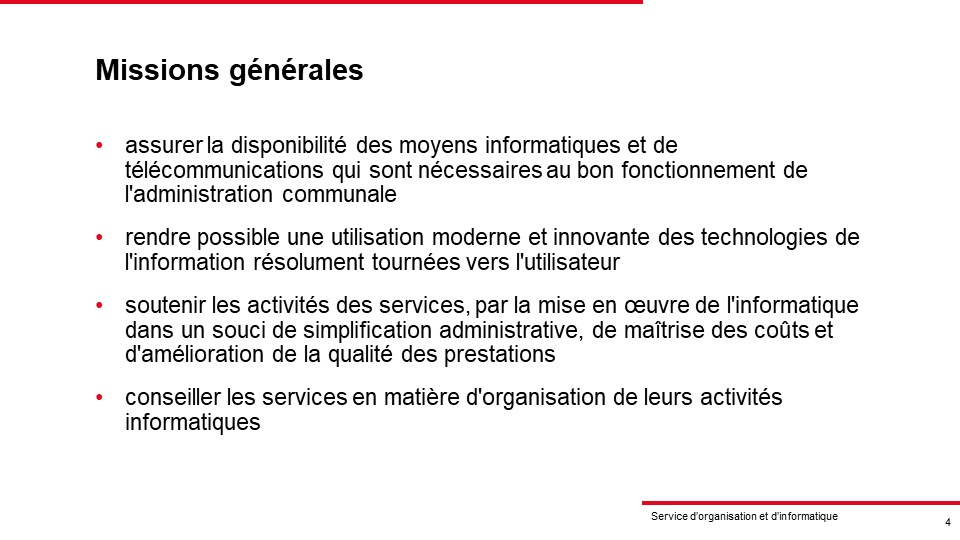 Missions générales
• assurer la disponibilité des moyens informatiques et de
télécommunications qui sont nécessaires au bon fonctionnement de
l'administration communale
• rendre possible une utilisation moderne et innovante des technologies de
l'information résolument tournées vers l'utilisateur
• soutenir les activités des services, par la mise en œuvre de l'informatique
dans un souci de simplification administrative, de maîtrise des coûts et
d'amélioration de la qualité des prestations
• conseiller les services en matière d'organisation de leurs activités
informatiques
Service d'organisation et d'informatique
4